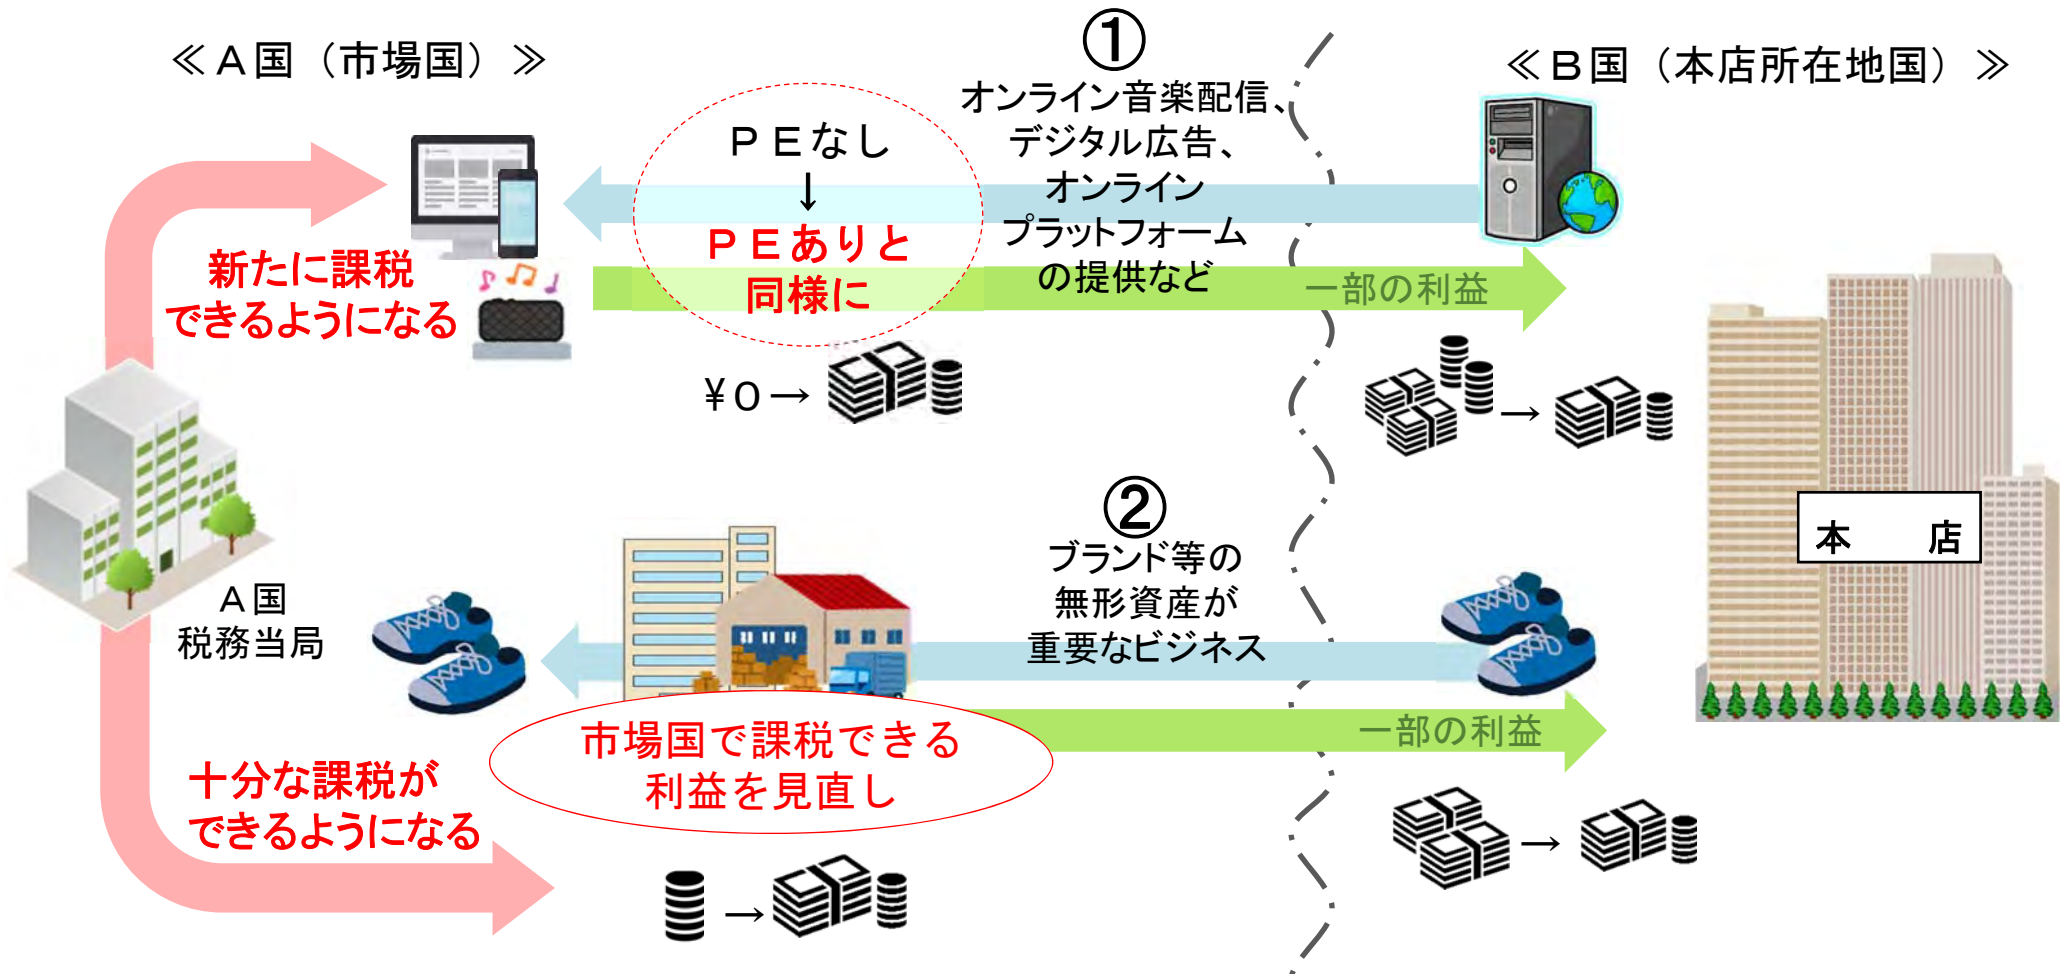 ≪Ａ国（市場国）≫
①
オンライン音楽配信、
デジタル広告、
オンライン
プラットフォーム
の提供など
≪Ｂ国（本店所在地国）≫
ＰＥなし
↓
ＰＥありと
同様に
新たに課税
できるようになる
一部の利益
¥０→
→
本　店
Ａ国
税務当局
②
ブランド等の
無形資産が
重要なビジネス
市場国で課税できる
利益を見直し
一部の利益
十分な課税が
できるようになる
→
→